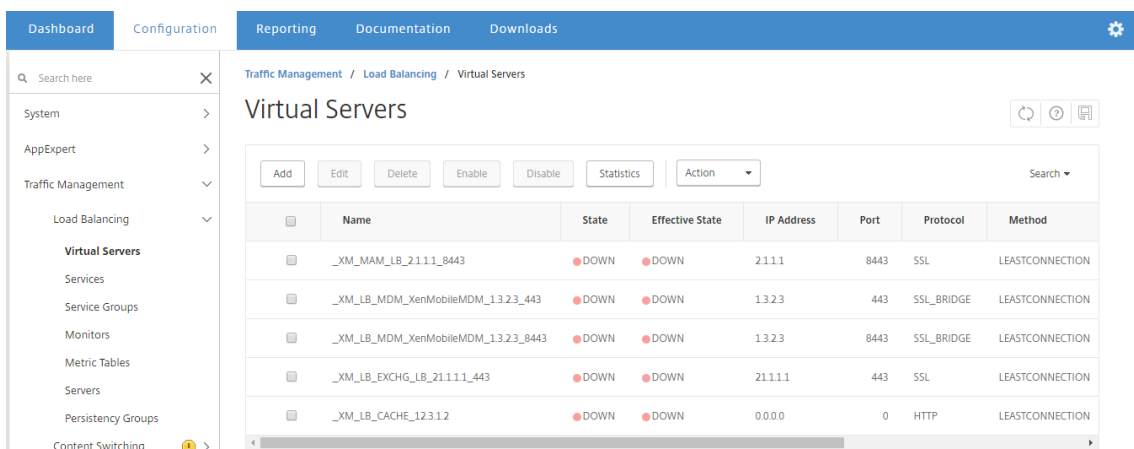 Dashboard Configuration Reporting Documentation Downloads
Search here
System
AppExpert
Traffic Management
Load Balancing
Virtual Servers
Services
Service Groups
Monitors
Metric Tables
Servers
Persistency Groups
Content Switching
Traffic Management / Load Balancing / Virtual Servers
Virtual Servers
Add Edit Delete Enable Disable Statistics Action Search
Name State Effective State IP Address Port Protocol Method
_XM_MAM_LB_2.1.1.1_8443 DOWN DOWN 2.1.1.1 8443 SSL LEASTCONNECTION
_XM_LB_MDM_XenMobileMDM_1.3.2.3_443 DOWN DOWN 1.3.2.3 443 SSL_BRIDGE LEASTCONNECTION
_XM_LB_MDM_XenMobileMDM_1.3.2.3_8443 DOWN DOWN 1.3.2.3 8443 SSL_BRIDGE LEASTCONNECTION
_XM_LB_EXCHG_LB_21.1.1.1_443 DOWN DOWN 21.1.1.1 443 SSL LEASTCONNECTION
_XM_LB_CACHE_12.3.1.2 DOWN DOWN 0.0.0.0 0 HTTP LEASTCONNECTION